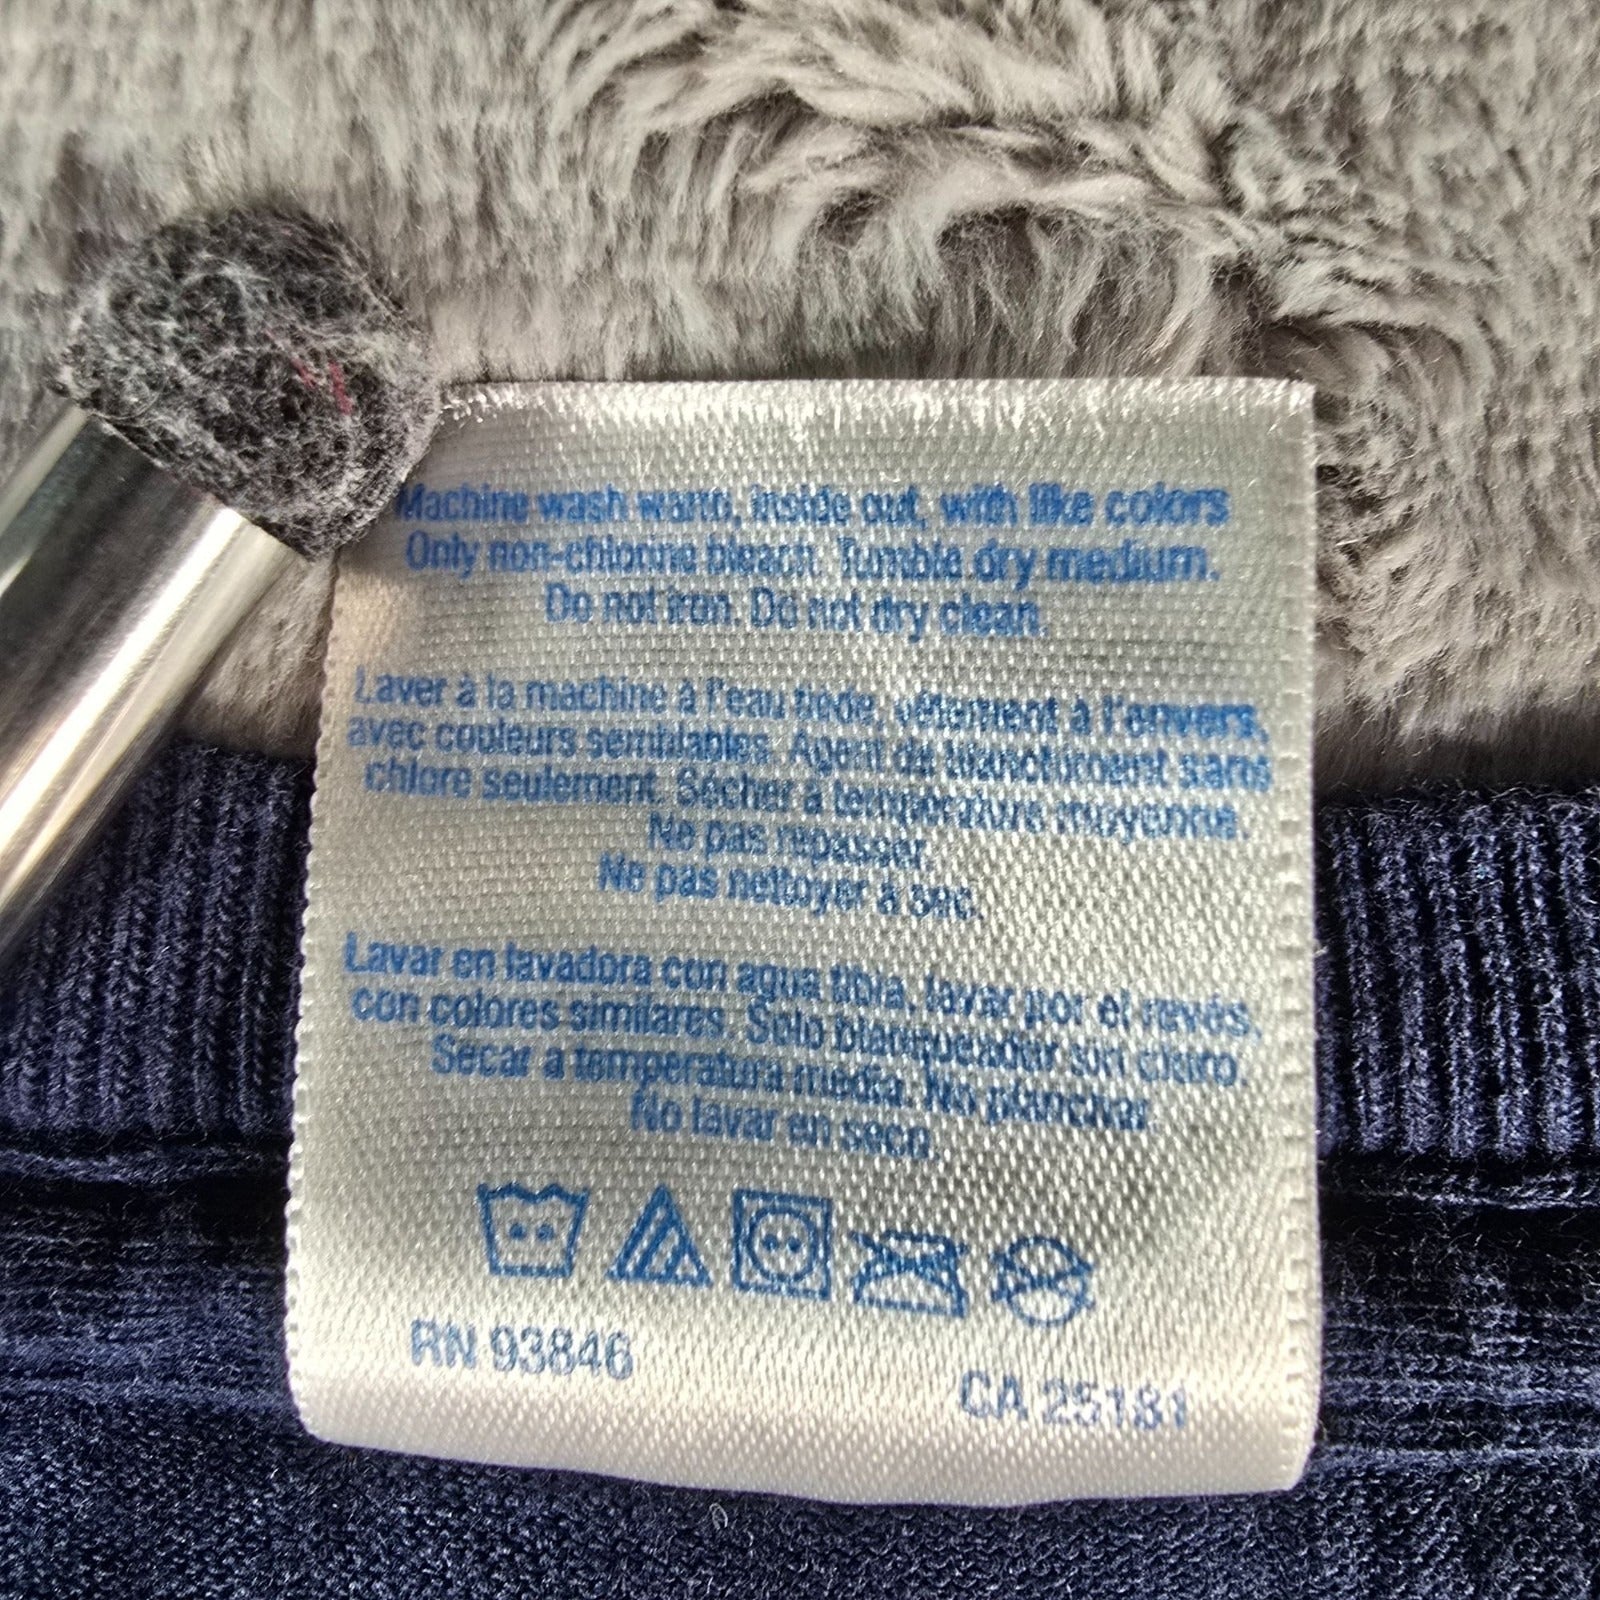 Machine wash warm, inside out, with like colors
Only non-chlorine bleach. Tumble dry medium.
Do not iron. Do not dry clean.
Laver à la machine à l'eau tiède, vêtement à l'envers,
avec couleurs semblables. Agent de blanchiment sans
chlore seulement. Sécher à température moyenne.
Ne pas repasser.
Ne pas nettoyer à sec.
Lavar en lavadora con agua tibia, lavar por el revés,
con colores similares. Solo blanqueador sin cloro.
Secar a temperatura media. No planchar.
No lavar en seco.
RN 93846
CA 25181